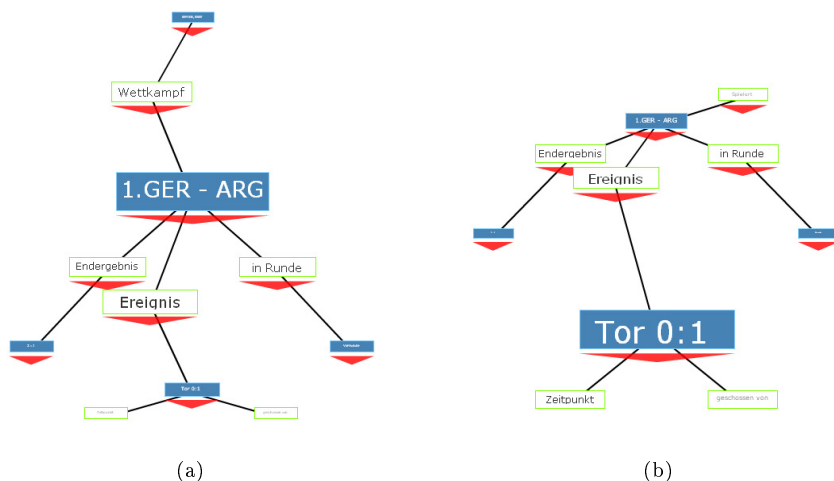 Wettkampf
1.GER - ARG
Endergebnis
in Runde
Ereignis
Tor 0:1
(a)
Spielort
1.GER - ARG
Endergebnis
in Runde
Ereignis
Tor 0:1
Zeitpunkt
geschossen von
(b)